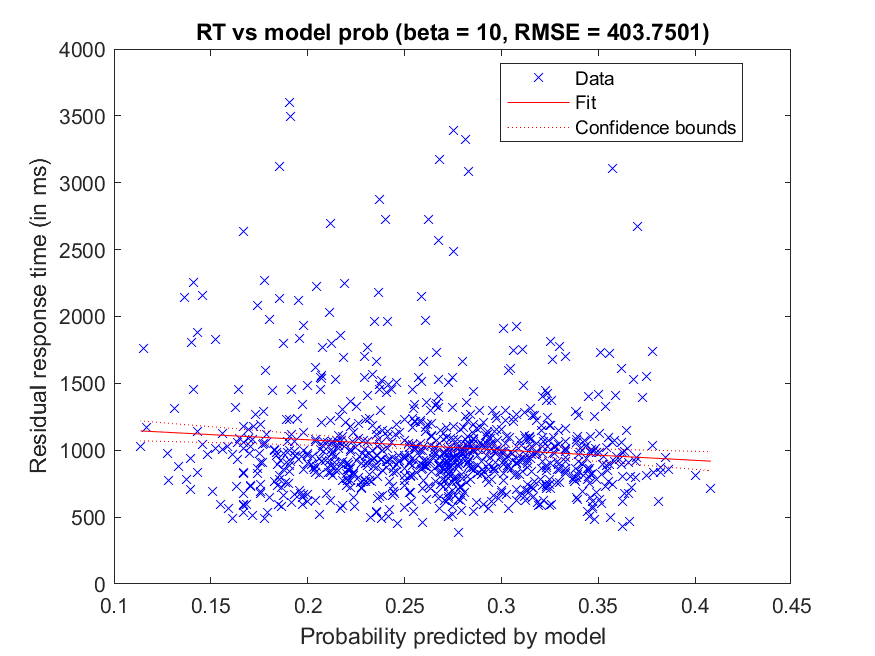 RT vs model prob (beta = 10, RMSE = 403.7501)
4000
3500
3000
2500
2000
1500
1000
500
0
Residual response time (in ms)
Data
Fit
Confidence bounds
0.1 0.15 0.2 0.25 0.3 0.35 0.4 0.45
Probability predicted by model